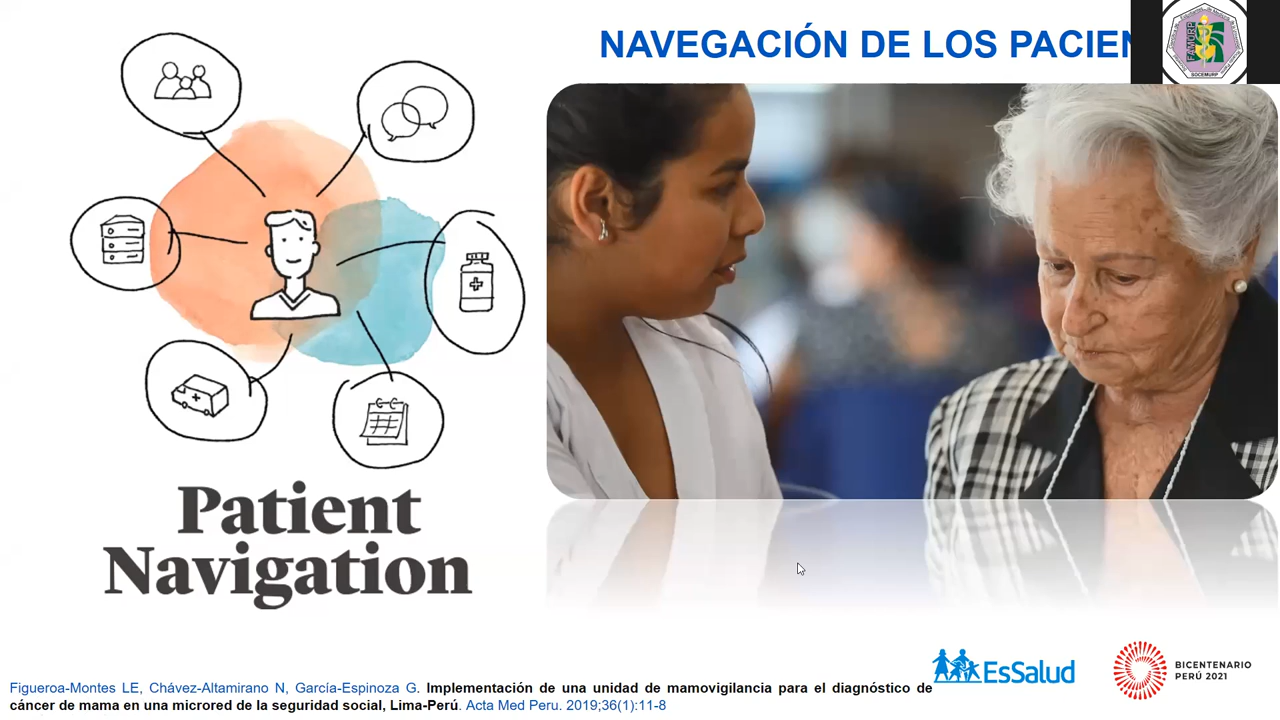 NAVEGACIÓN DE LOS PACIEN
FAMURP
SOCEMURP
Patient
Navigation
EsSalud
BICENTENARIO
PERÚ 2021
Figueroa-Montes LE, Chávez-Altamirano N, García-Espinoza G. Implementación de una unidad de mamovigilancia para el diagnóstico de
cáncer de mama en una microred de la seguridad social, Lima-Perú. Acta Med Peru. 2019;36(1):11-8